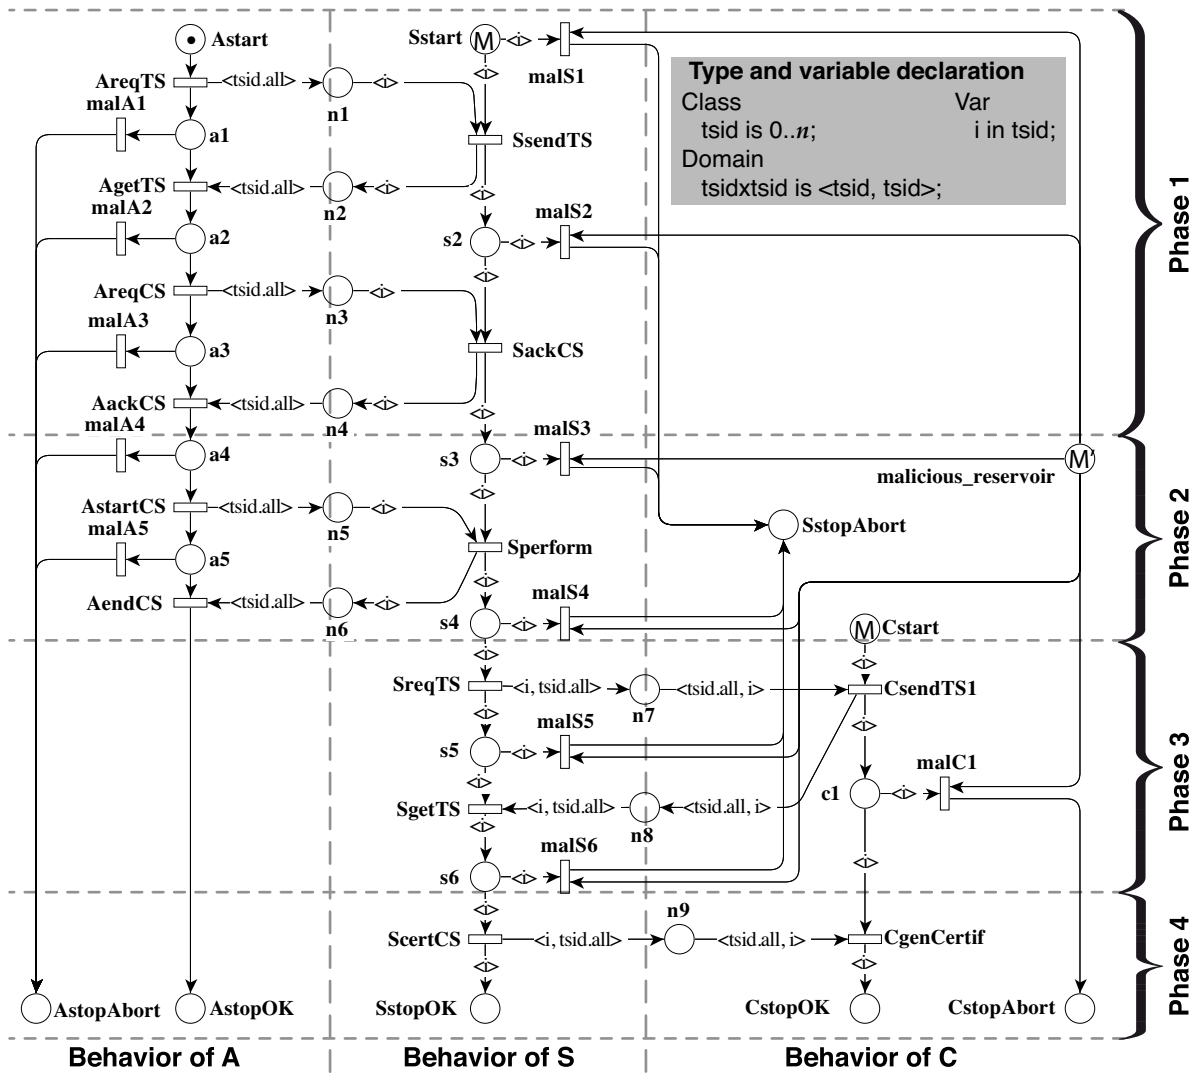 Astart
Sstart
M
<i>
malS1
<i>
Type and variable declaration
Class
Var
tsid is 0..n;
i in tsid;
Domain
tsidxtsid is <tsid, tsid>;
AreqTS
<tsid.all>
n1
<i>
malA1
a1
SsendTS
AgetTS
<tsid.all>
n2
<i>
<i>
malA2
a2
s2
<i>
malS2
<i>
AreqCS
<tsid.all>
n3
<i>
malA3
a3
SackCS
AackCS
<tsid.all>
n4
<i>
<i>
Phase 1
malA4
a4
s3
<i>
malS3
<i>
M'
malicious_reservoir
AstartCS
<tsid.all>
n5
<i>
SstopAbort
malA5
a5
Sperform
<i>
AendCS
<tsid.all>
n6
<i>
s4
<i>
malS4
Phase 2
M
Cstart
<i>
<i>
SreqTS
<i, tsid.all>
n7
<tsid.all, i>
CsendTS1
<i>
<i>
s5
<i>
malS5
<i>
c1
<i>
malC1
SgetTS
<i, tsid.all>
n8
<tsid.all, i>
<i>
s6
<i>
malS6
<i>
Phase 3
<i>
ScertCS
<i, tsid.all>
n9
<tsid.all, i>
CgenCertif
<i>
<i>
AstopAbort
AstopOK
SstopOK
CstopOK
CstopAbort
Phase 4
Behavior of A
Behavior of S
Behavior of C